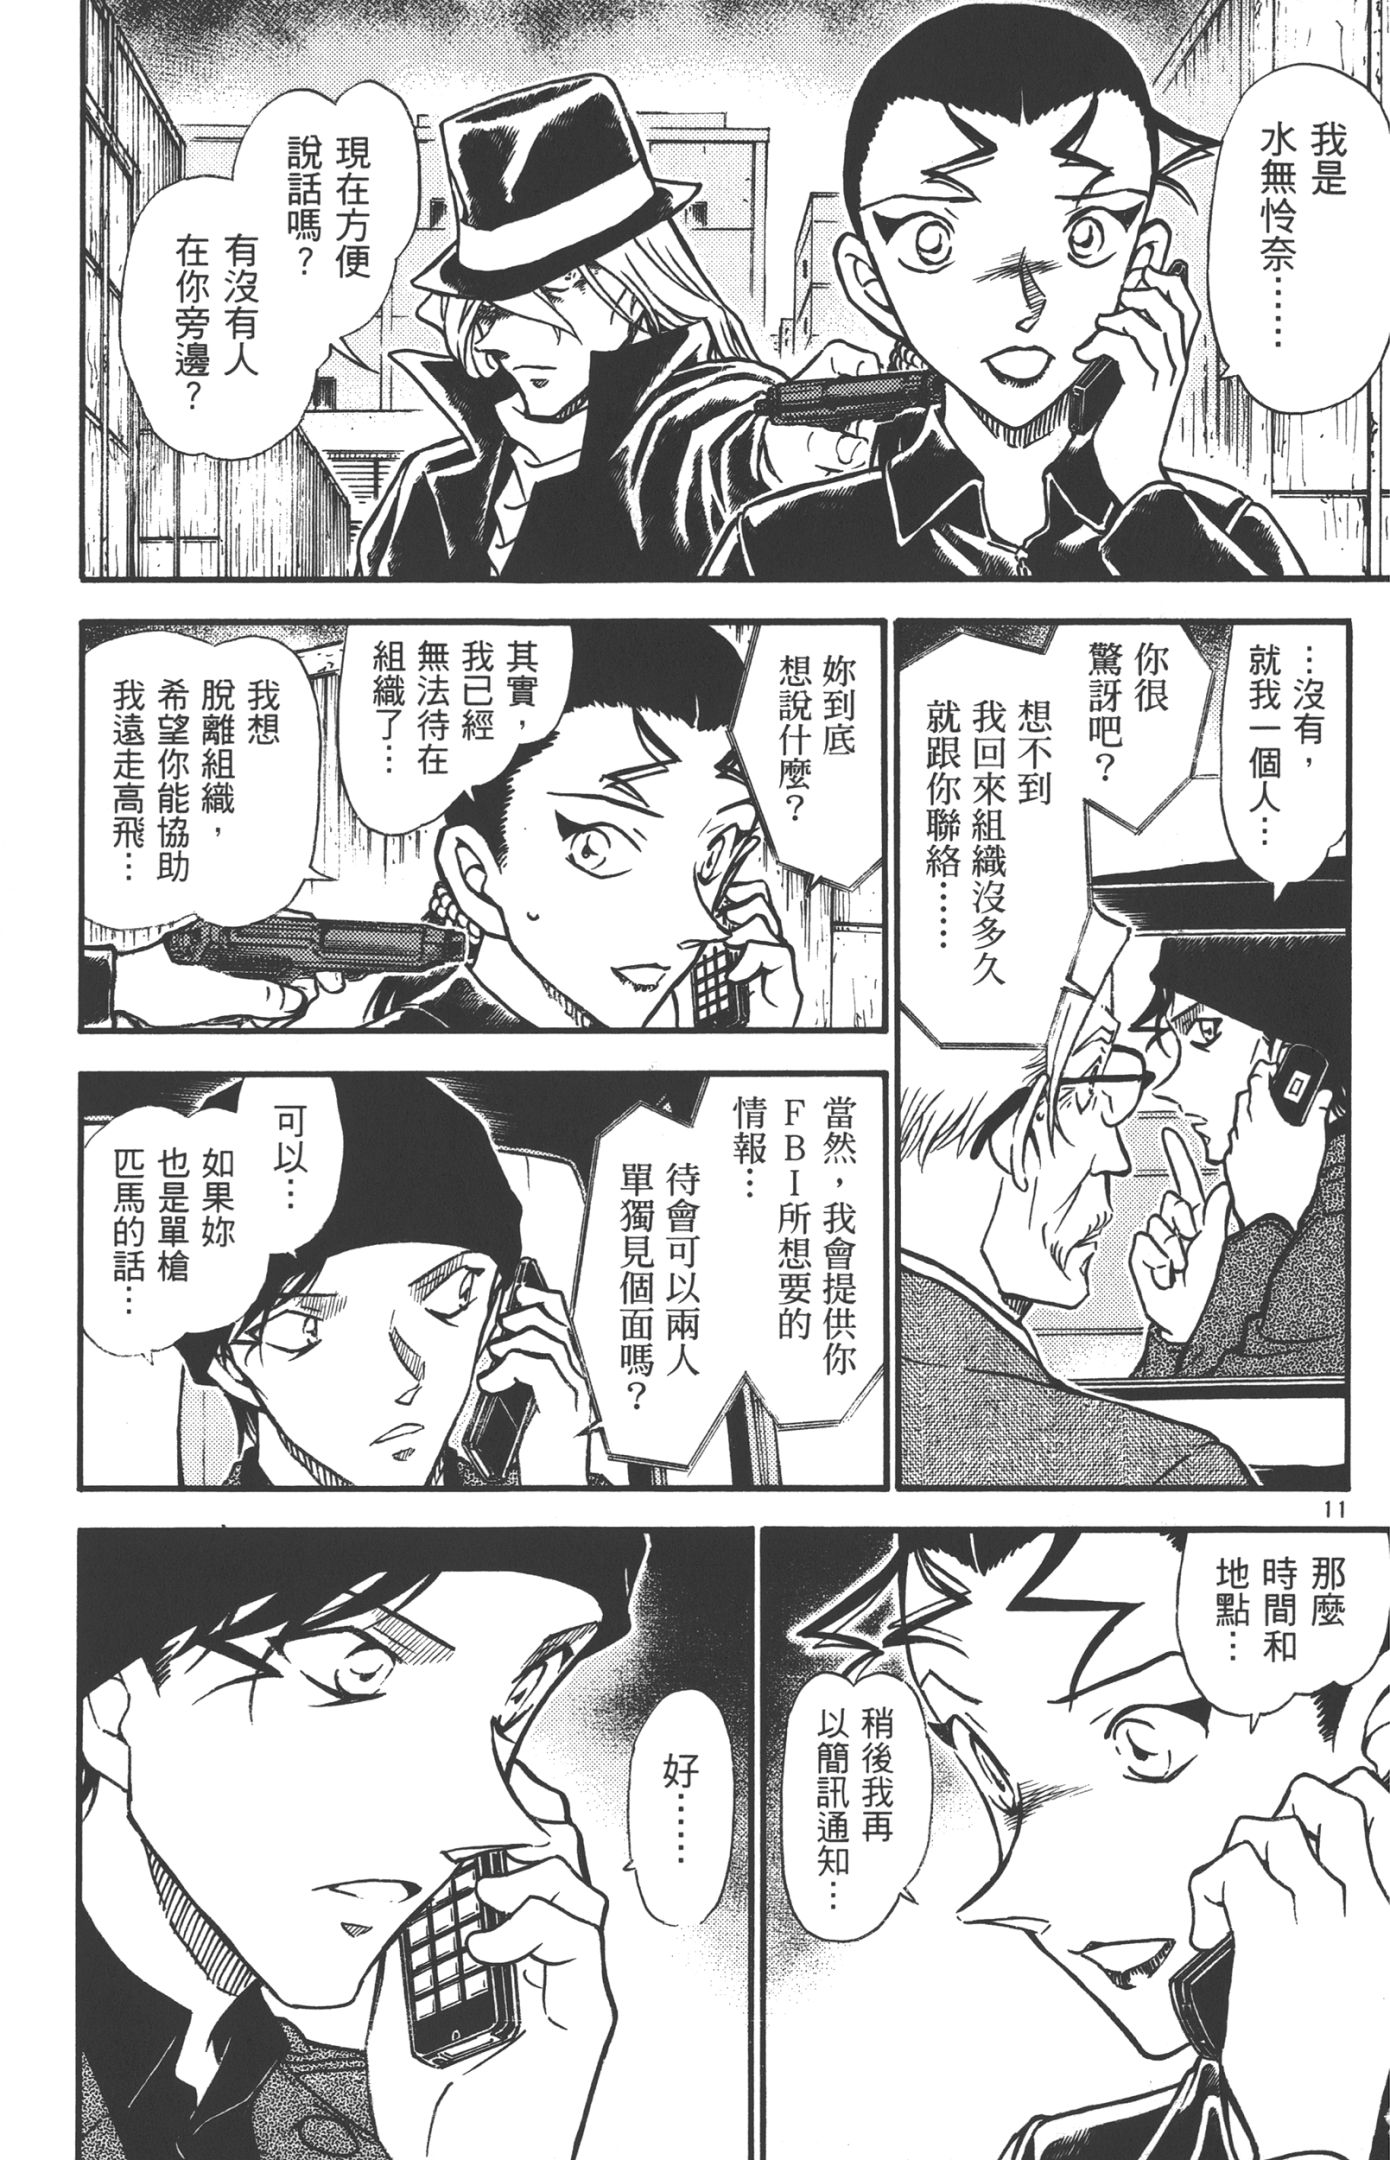 我是
水無怜奈……
現在方便
說話嗎？
有沒有人
在你旁邊？
…沒有，
就我一個人…
你很
驚訝吧？
想不到
我回來組織沒多久
就跟你聯絡……
妳到底
想說什麼？
其實，
我已經
無法待在
組織了…
我想
脫離組織，
希望你能協助
我遠走高飛…
當然，我會提供你
FBI所想要的
情報…
待會可以兩人
單獨見個面嗎？
可以…
如果妳
也是單槍
匹馬的話…
11
那麼
時間和
地點…
稍後我再
以簡訊通知…
好……